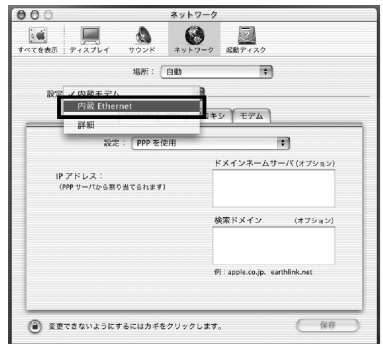 ネットワーク
すべてを表示 ディスプレイ サウンド ネットワーク 起動ディスク
場所： 自動
設定 ✓ 内蔵モデム
内蔵 Ethernet
詳細
キシ モデム
設定： PPP を使用
ドメインネームサーバ (オプション)
IP アドレス：
(PPP サーバから割り当てられます)
検索ドメイン (オプション)
例：apple.co.jp、earthlink.net
変更できないようにするにはカギをクリックします。 保存